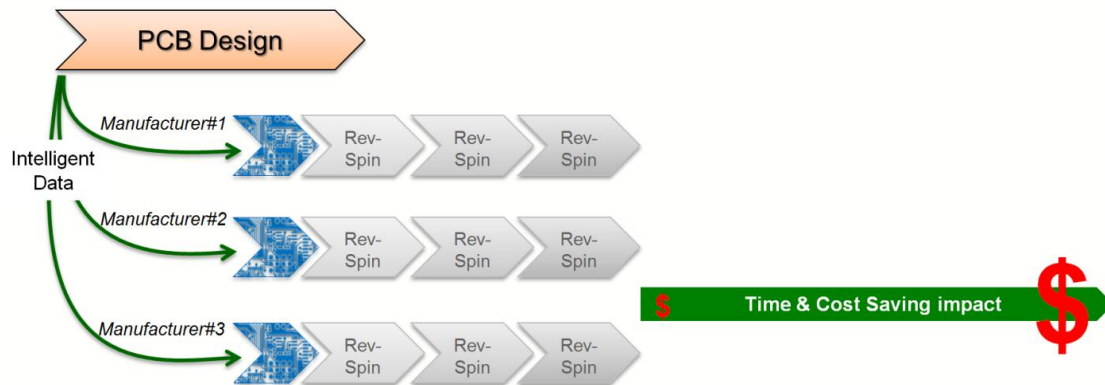 PCB Design
Manufacturer#1
Rev-
Spin
Rev-
Spin
Rev-
Spin
Intelligent
Data
Manufacturer#2
Rev-
Spin
Rev-
Spin
Rev-
Spin
$ Time & Cost Saving impact $
Manufacturer#3
Rev-
Spin
Rev-
Spin
Rev-
Spin